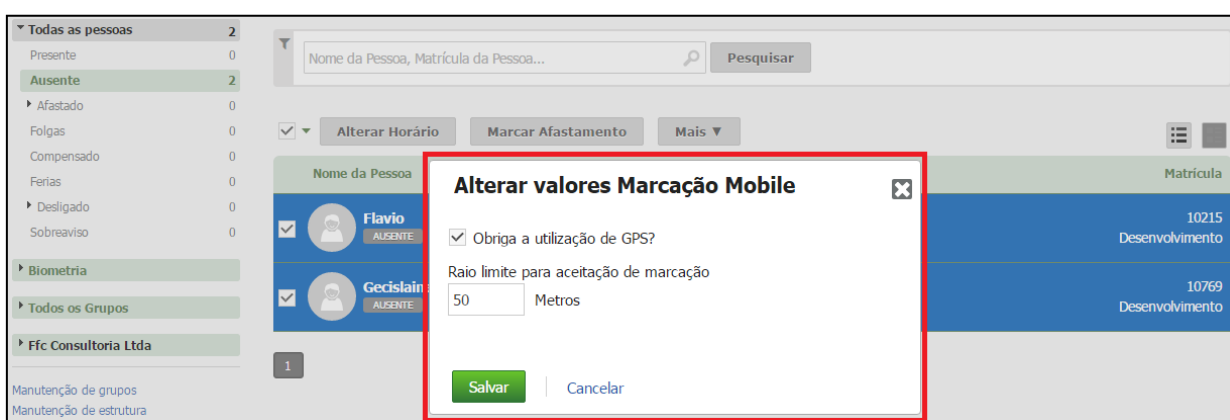 Todas as pessoas 2
Presente 0
Ausente 2
Afastado 0
Folgas 0
Compensado 0
Ferias 0
Desligado 0
Sobreaviso 0
Biometria
Todos os Grupos
Ffc Consultoria Ltda
Manutenção de grupos
Manutenção de estrutura
Nome da Pessoa, Matrícula da Pessoa...
Pesquisar
Alterar Horário Marcar Afastamento Mais ▼
Nome da Pessoa Matrícula
Flavio 10215
AUSENTE Desenvolvimento
Gecislain 10769
AUSENTE Desenvolvimento
1
Alterar valores Marcação Mobile
Obriga a utilização de GPS?
Raio limite para aceitação de marcação
50 Metros
Salvar Cancelar